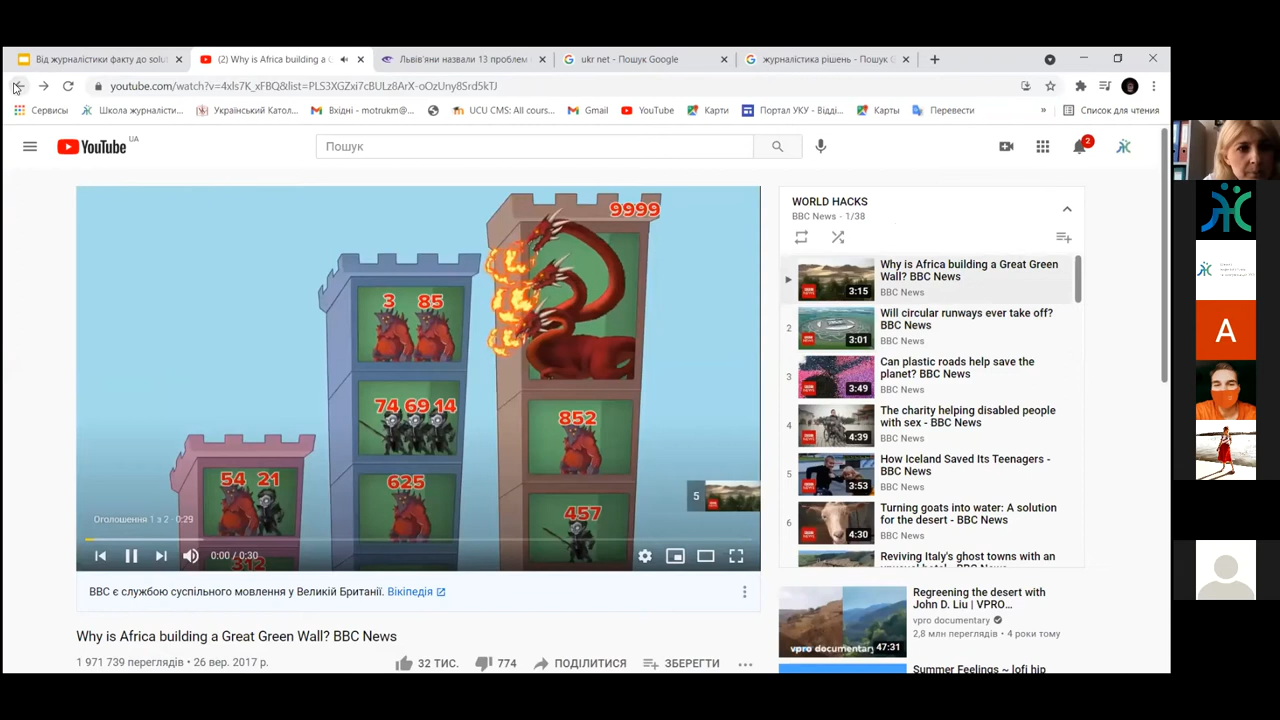 Від журналістики факту до solu
(2) Why is Africa building a G
Львів'яни назвали 13 проблем
ukr net - Пошук Google
журналістика рішень - Пошук G
youtube.com/watch?v=4xls7K_xFBQ&list=PLS3XGZxi7cBULz8ArX-oOzUny8Srd5kTJ
Сервисы
Школа журналісти...
Український Катол...
Вхідні - motrukm@...
UCU CMS: All cours...
Gmail
YouTube
Карти
Портал УКУ - Відді...
Карты
Перевести
»
Список для чтения
YouTube UA
Пошук
2
9999
3 85
74 69 14
852
54 21
625
457
312
5
Оголошення 1 з 2 · 0:29
0:00 / 0:30
BBC є службою суспільного мовлення у Великій Британії. Вікіпедія
Why is Africa building a Great Green Wall? BBC News
1 971 739 переглядів • 26 вер. 2017 р.
32 ТИС.
774
ПОДІЛИТИСЯ
ЗБЕРЕГТИ
WORLD HACKS
BBC News - 1/38
Why is Africa building a Great Green
Wall? BBC News
BBC News
3:15
2
Will circular runways ever take off?
BBC News
BBC News
3:01
3
Can plastic roads help save the
planet? BBC News
BBC News
3:49
4
The charity helping disabled people
with sex - BBC News
BBC News
4:39
5
How Iceland Saved Its Teenagers -
BBC News
BBC News
3:53
6
Turning goats into water: A solution
for the desert - BBC News
BBC News
4:30
Reviving Italy's ghost towns with an
Regreening the desert with
John D. Liu | VPRO...
vpro documentary
2,8 млн переглядів • 4 роки тому
vpro documentary
47:31
Summer Feelings ~ lofi hip
A